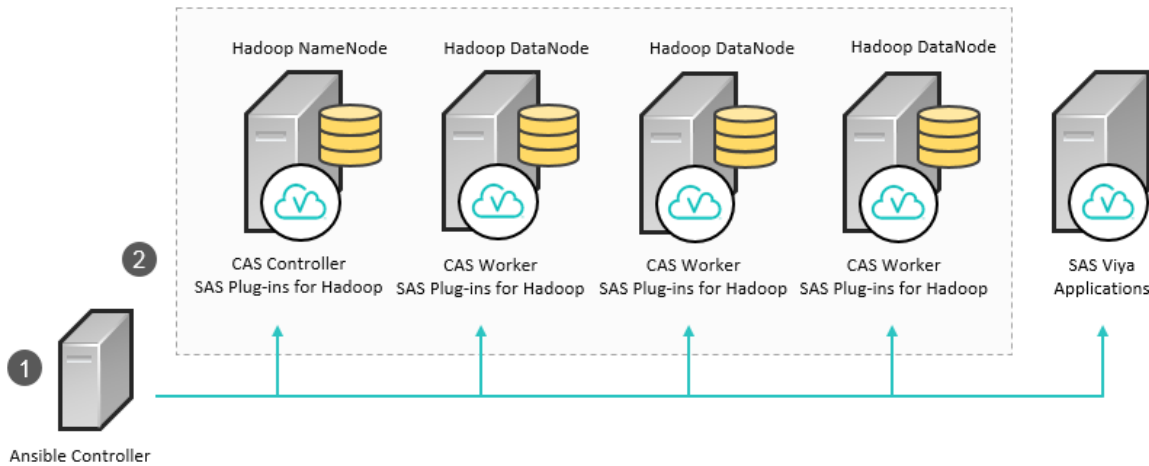 Hadoop NameNode
Hadoop DataNode
Hadoop DataNode
Hadoop DataNode
V
V
V
V
V
CAS Controller
SAS Plug-ins for Hadoop
CAS Worker
SAS Plug-ins for Hadoop
CAS Worker
SAS Plug-ins for Hadoop
CAS Worker
SAS Plug-ins for Hadoop
SAS Viya
Applications
2
1
Ansible Controller